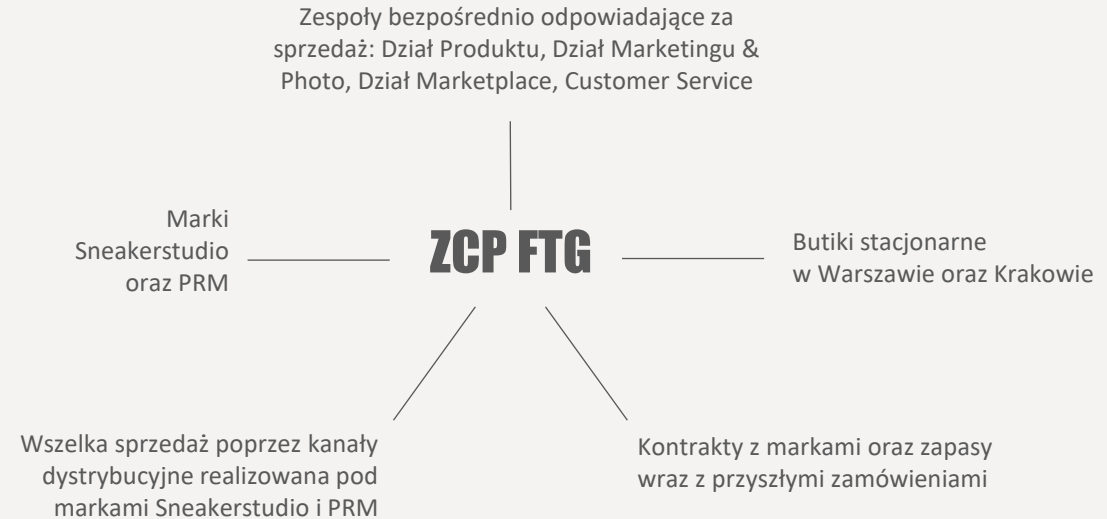 Zespoły bezpośrednio odpowiadające za
sprzedaż: Dział Produktu, Dział Marketingu &
Photo, Dział Marketplace, Customer Service
Marki
Sneakerstudio
oraz PRM
ZCP FTG
Butiki stacjonarne
w Warszawie oraz Krakowie
Wszelka sprzedaż poprzez kanały
dystrybucyjne realizowana pod
markami Sneakerstudio i PRM
Kontrakty z markami oraz zapasy
wraz z przyszłymi zamówieniami